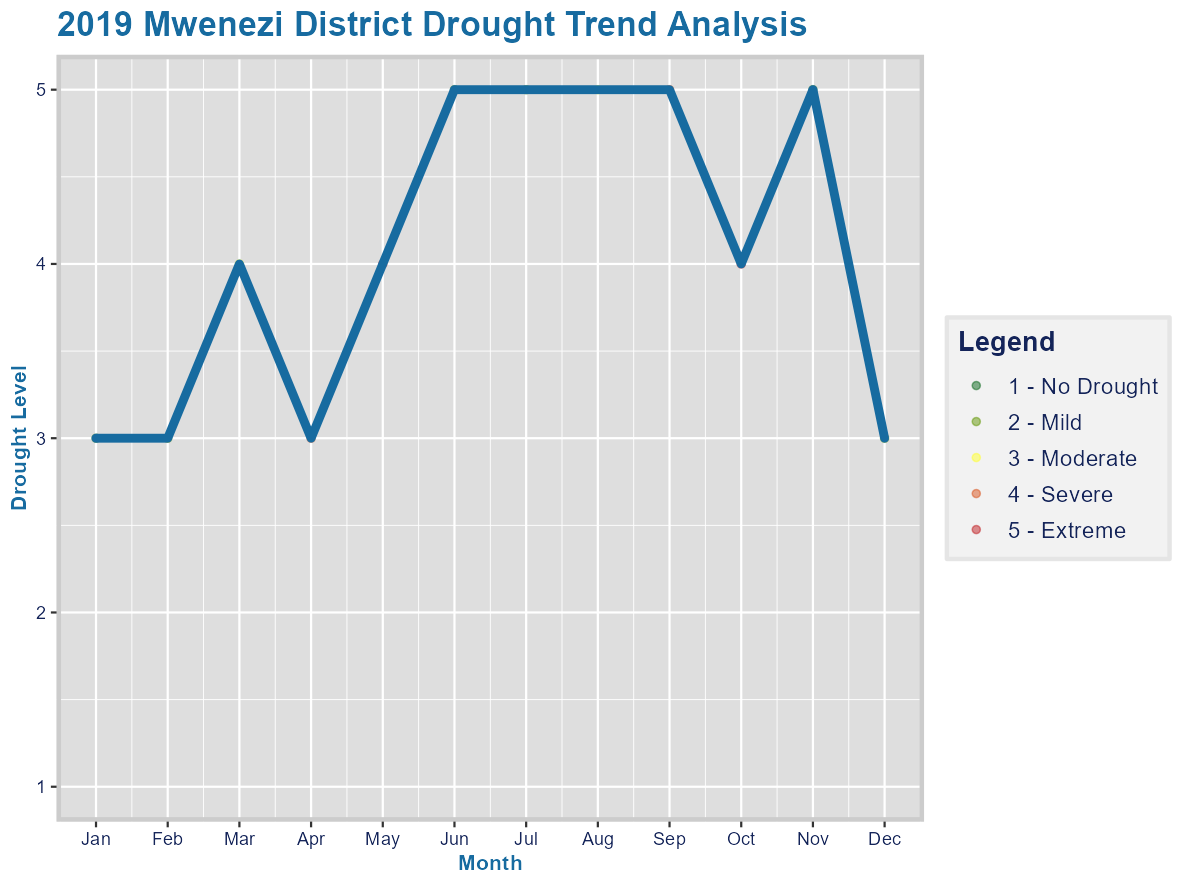 2019 Mwenezi District Drought Trend Analysis
Drought Level
5
4
3
2
1
Jan Feb Mar Apr May Jun Jul Aug Sep Oct Nov Dec
Month
Legend
1 - No Drought
2 - Mild
3 - Moderate
4 - Severe
5 - Extreme